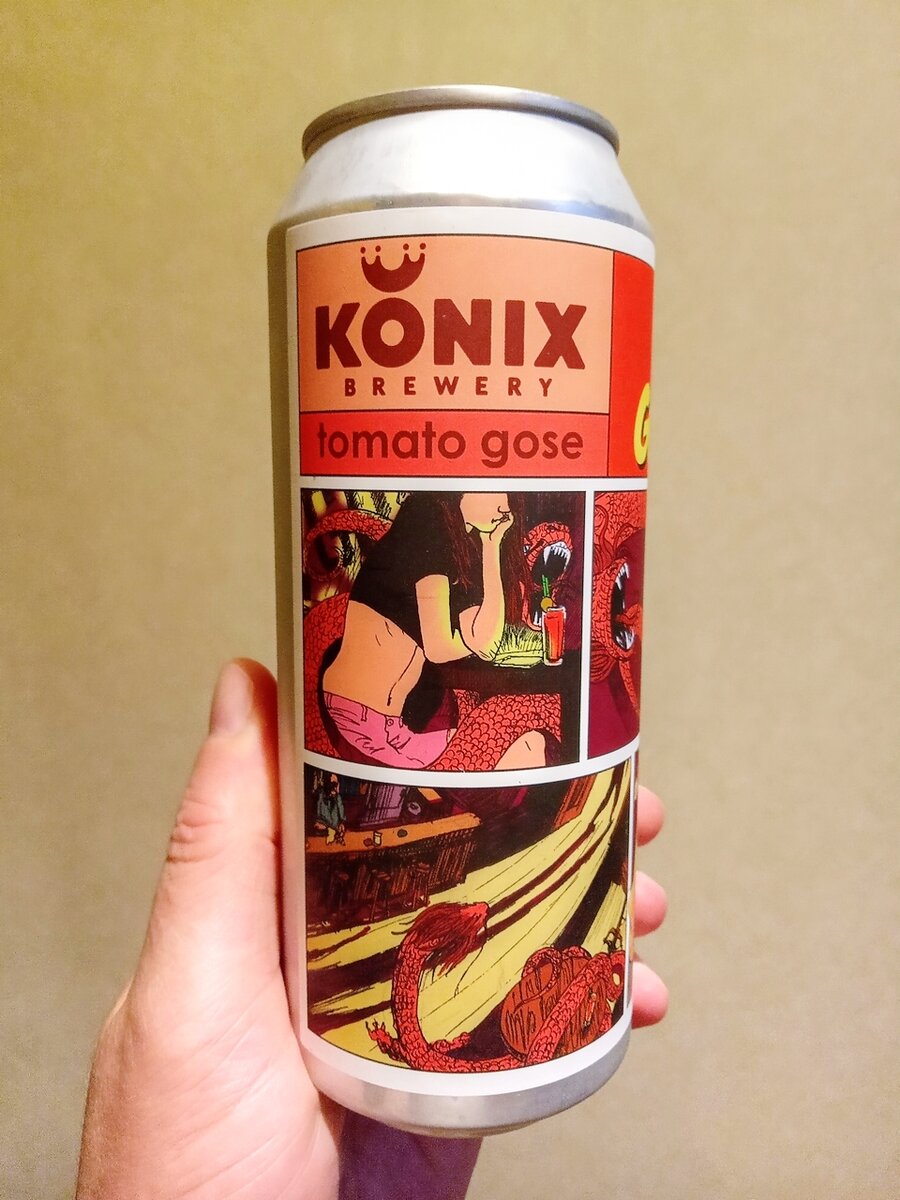 KONIX
BREWERY
tomato gose
G